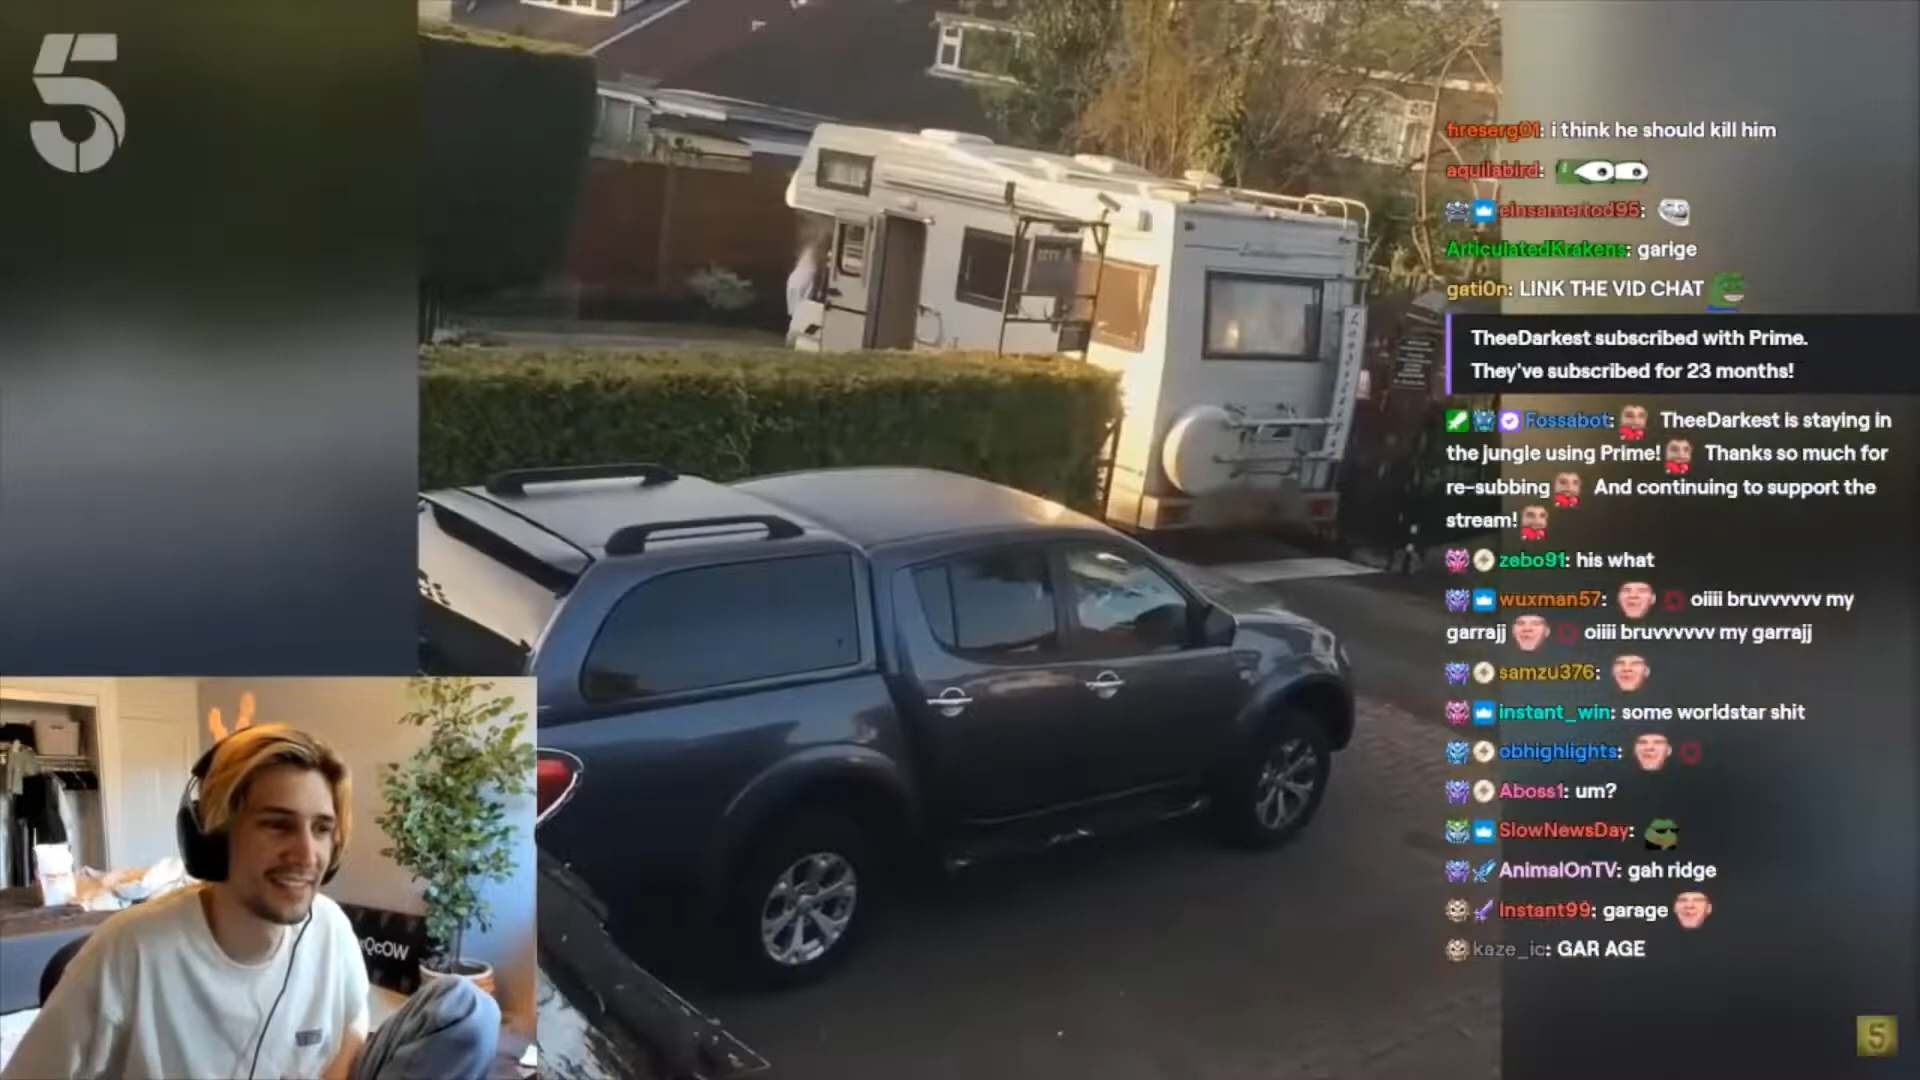 5
fireserg01: i think he should kill him
aquilabird:
einsamertod95:
ArticulatedKrakens: garige
gati0n: LINK THE VID CHAT
TheeDarkest subscribed with Prime.
They've subscribed for 23 months!
Fossabot: TheeDarkest is staying in
the jungle using Prime! Thanks so much for
re-subbing And continuing to support the
stream!
zebo91: his what
wuxman57: oiiii bruvvvvvv my
garrajj oiiii bruvvvvvv my garrajj
samzu376:
instant_win: some worldstar shit
obhighlights:
Aboss1: um?
SlowNewsDay:
AnimalOnTV: gah ridge
Instant99: garage
kaze_ic: GAR AGE
QcOW
5